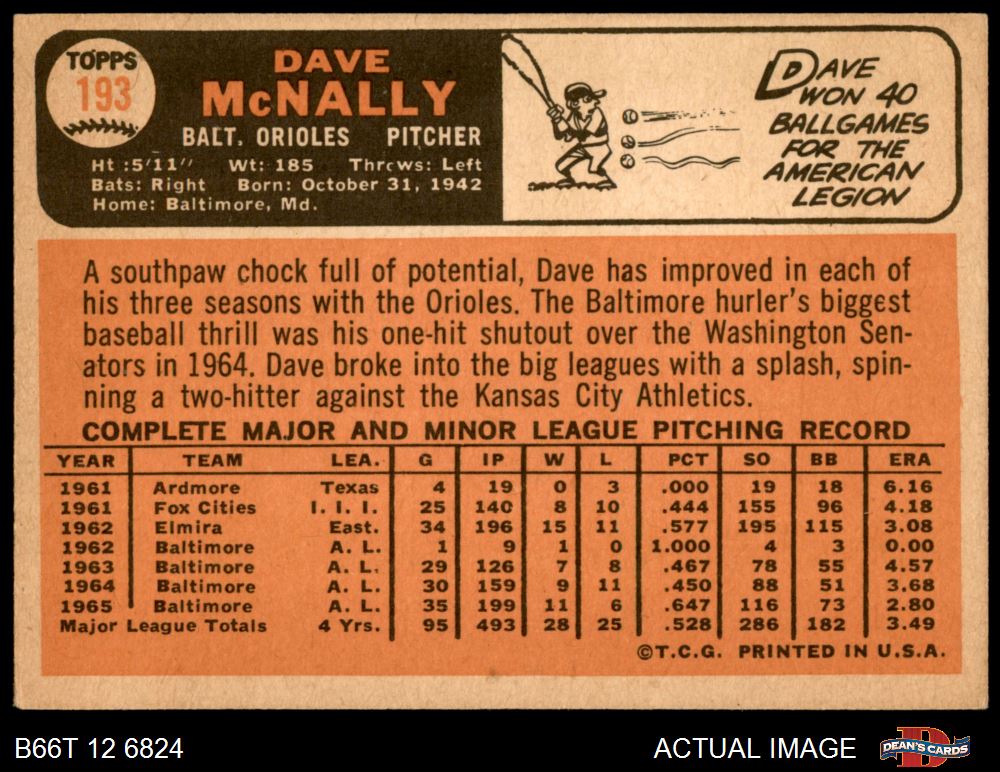 TOPPS
193
DAVE
McNALLY
BALT. ORIOLES PITCHER
Ht :5'11" Wt: 185 Throws: Left
Bats: Right Born: October 31, 1942
Home: Baltimore, Md.
DAVE
WON 40
BALLGAMES
FOR THE
AMERICAN
LEGION
A southpaw chock full of potential, Dave has improved in each of
his three seasons with the Orioles. The Baltimore hurler's biggest
baseball thrill was his one-hit shutout over the Washington Sen-
ators in 1964. Dave broke into the big leagues with a splash, spin-
ning a two-hitter against the Kansas City Athletics.
COMPLETE MAJOR AND MINOR LEAGUE PITCHING RECORD
YEAR TEAM LEA. G IP W L PCT SO BB ERA
1961 Ardmore Texas 4 19 0 3 .000 19 18 6.16
1961 Fox Cities I. I. I. 25 140 8 10 .444 155 96 4.18
1962 Elmira East. 34 196 15 11 .577 195 115 3.08
1962 Baltimore A. L. 1 9 1 0 1.000 4 3 0.00
1963 Baltimore A. L. 29 126 7 8 .467 78 55 4.57
1964 Baltimore A. L. 30 159 9 11 .450 88 51 3.68
1965 Baltimore A. L. 35 199 11 6 .647 116 73 2.80
Major League Totals 4 Yrs. 95 493 28 25 .528 286 182 3.49
©T.C.G. PRINTED IN U.S.A.
B66T 12 6824
ACTUAL IMAGE
D
DEAN'S CARDS